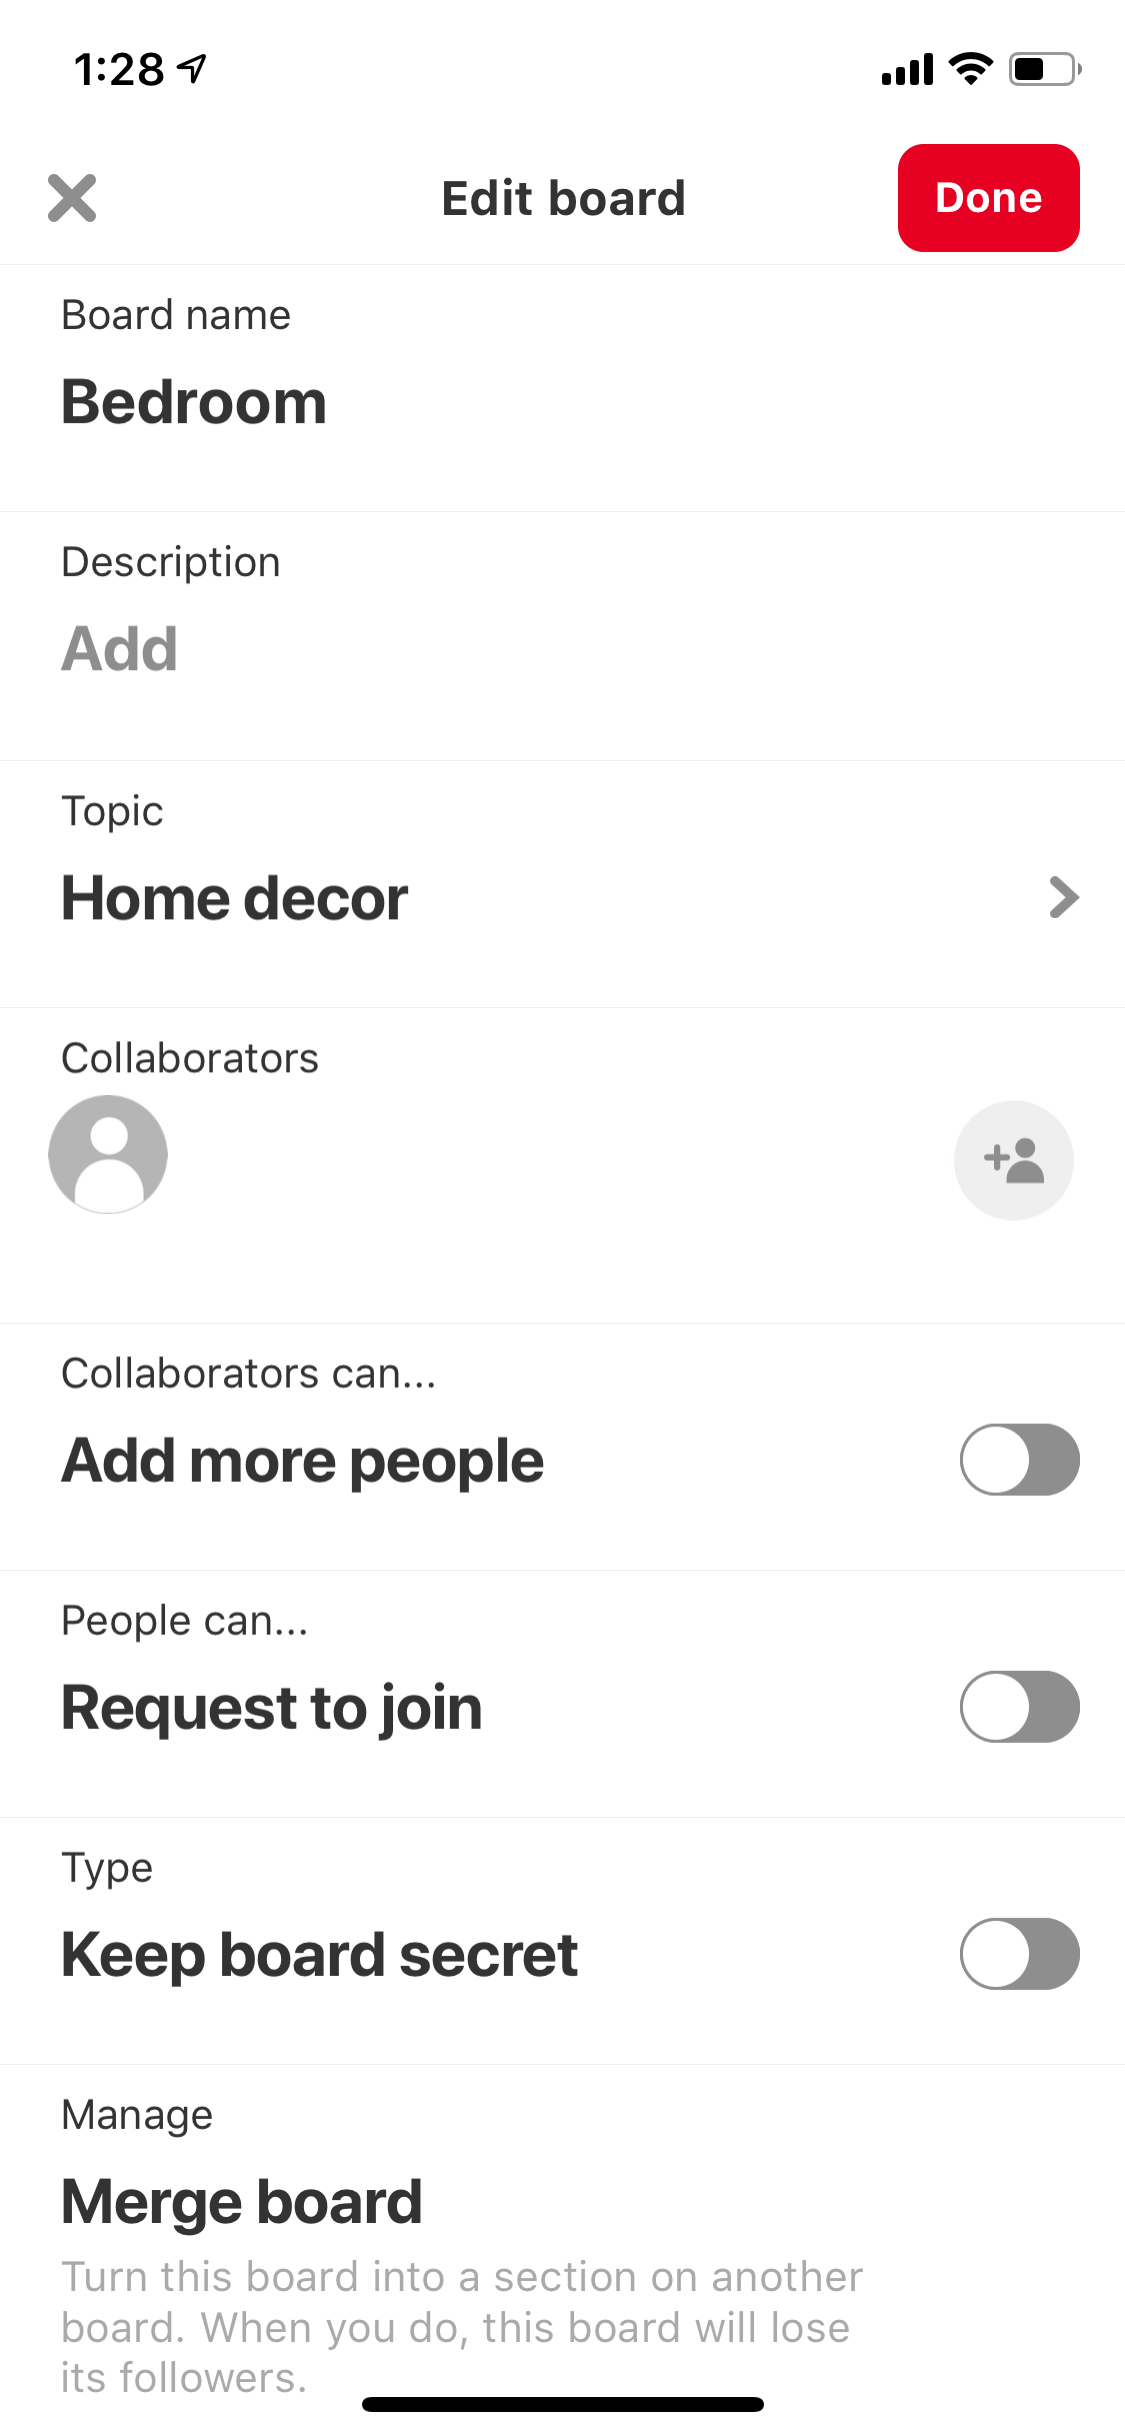 1:28
Edit board
Done
Board name
Bedroom
Description
Add
Topic
Home decor
Collaborators
Collaborators can...
Add more people
People can...
Request to join
Type
Keep board secret
Manage
Merge board
Turn this board into a section on another
board. When you do, this board will lose
its followers.